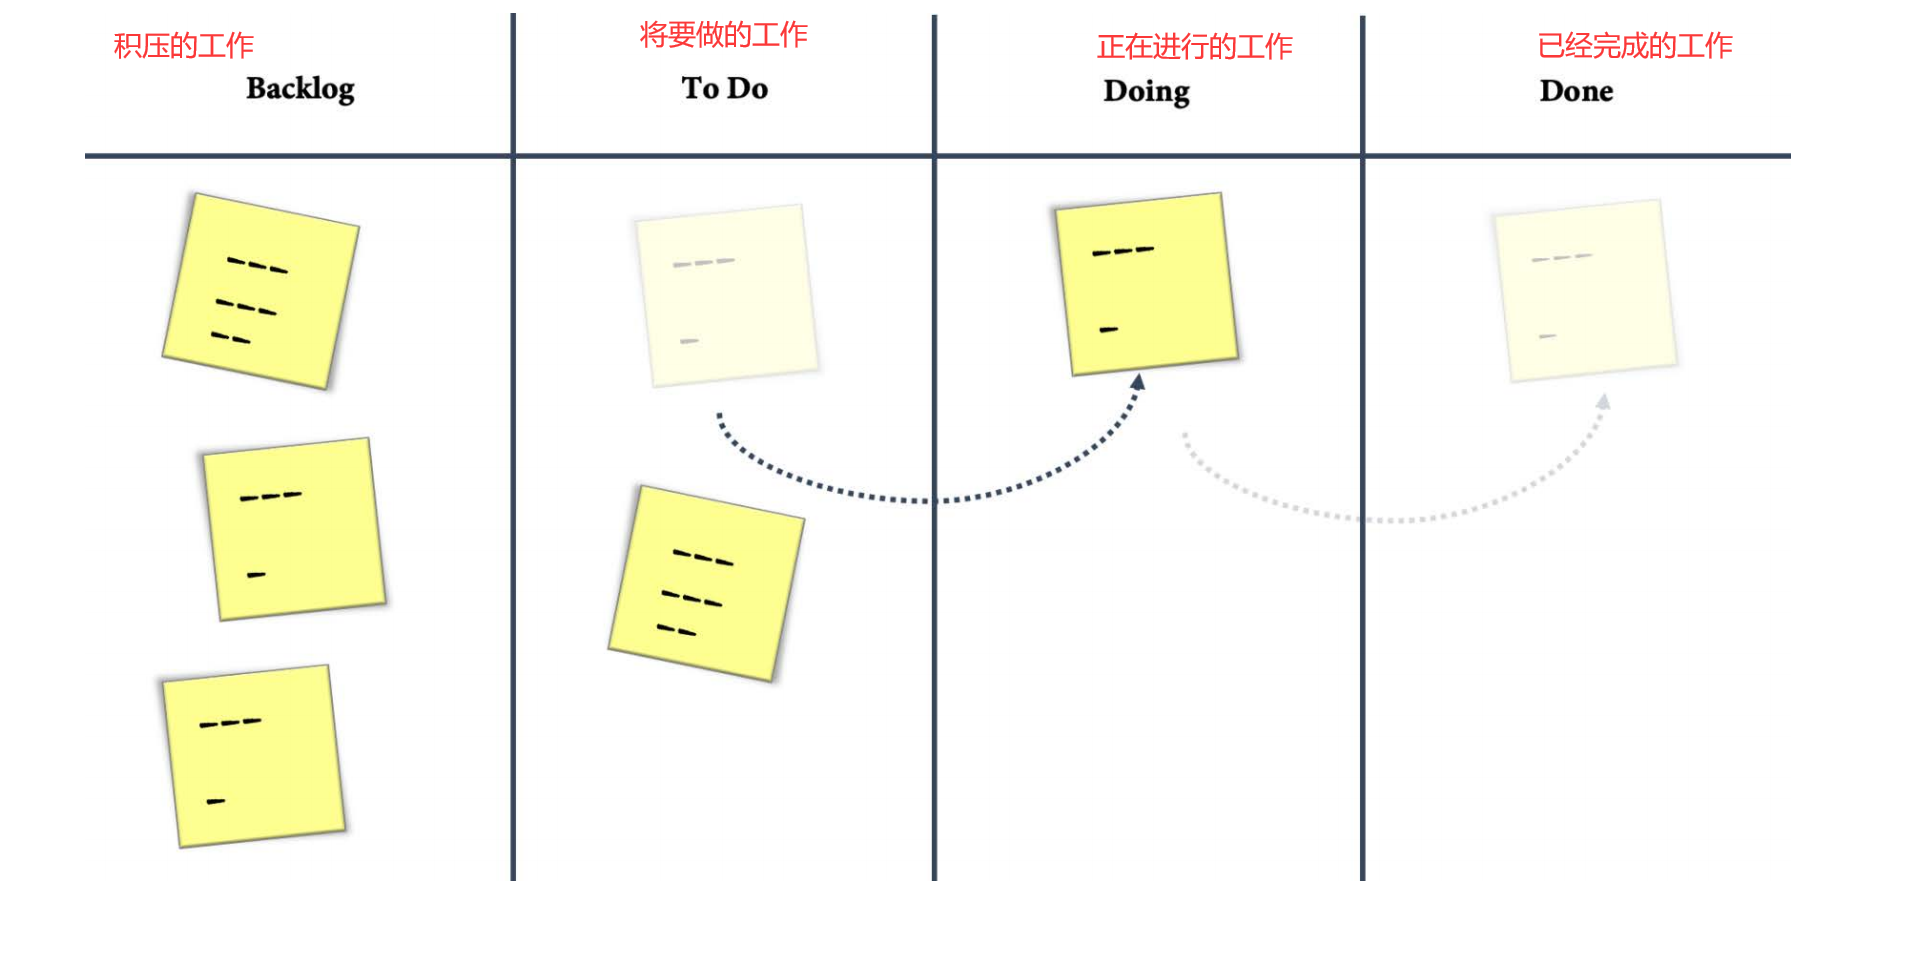 积压的工作
Backlog
将要做的工作
To Do
正在进行的工作
Doing
已经完成的工作
Done